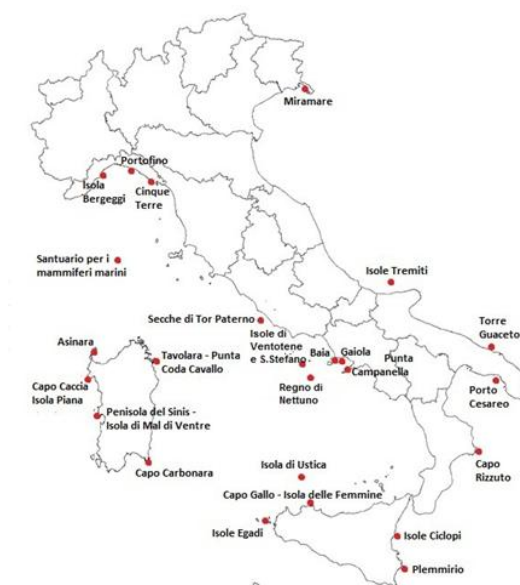 Miramare
Portofino
Isola
Bergeggi
Cinque
Terre
Santuario per i
mammiferi marini
Isole Tremiti
Secche di Tor Paterno
Isole di
Ventotene
e S.Stefano
Baia
Gaiola
Punta
Campanella
Regno di
Nettuno
Torre
Guaceto
Porto
Cesareo
Asinara
Tavolara - Punta
Coda Cavallo
Capo Caccia
Isola Piana
Penisola del Sinis -
Isola di Mal di Ventre
Capo Carbonara
Isola di Ustica
Capo Rizzuto
Capo Gallo - Isola delle Femmine
Isole Egadi
Isole Ciclopi
Plemmirio